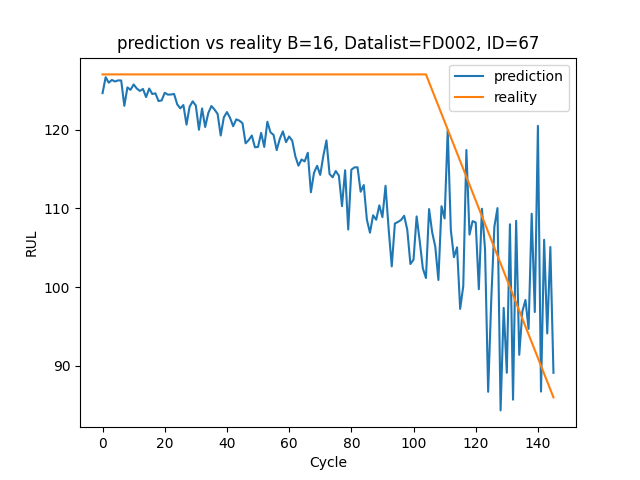 prediction vs reality B=16, Datalist=FD002, ID=67
prediction
reality
RUL
120
110
100
90
0 20 40 60 80 100 120 140
Cycle